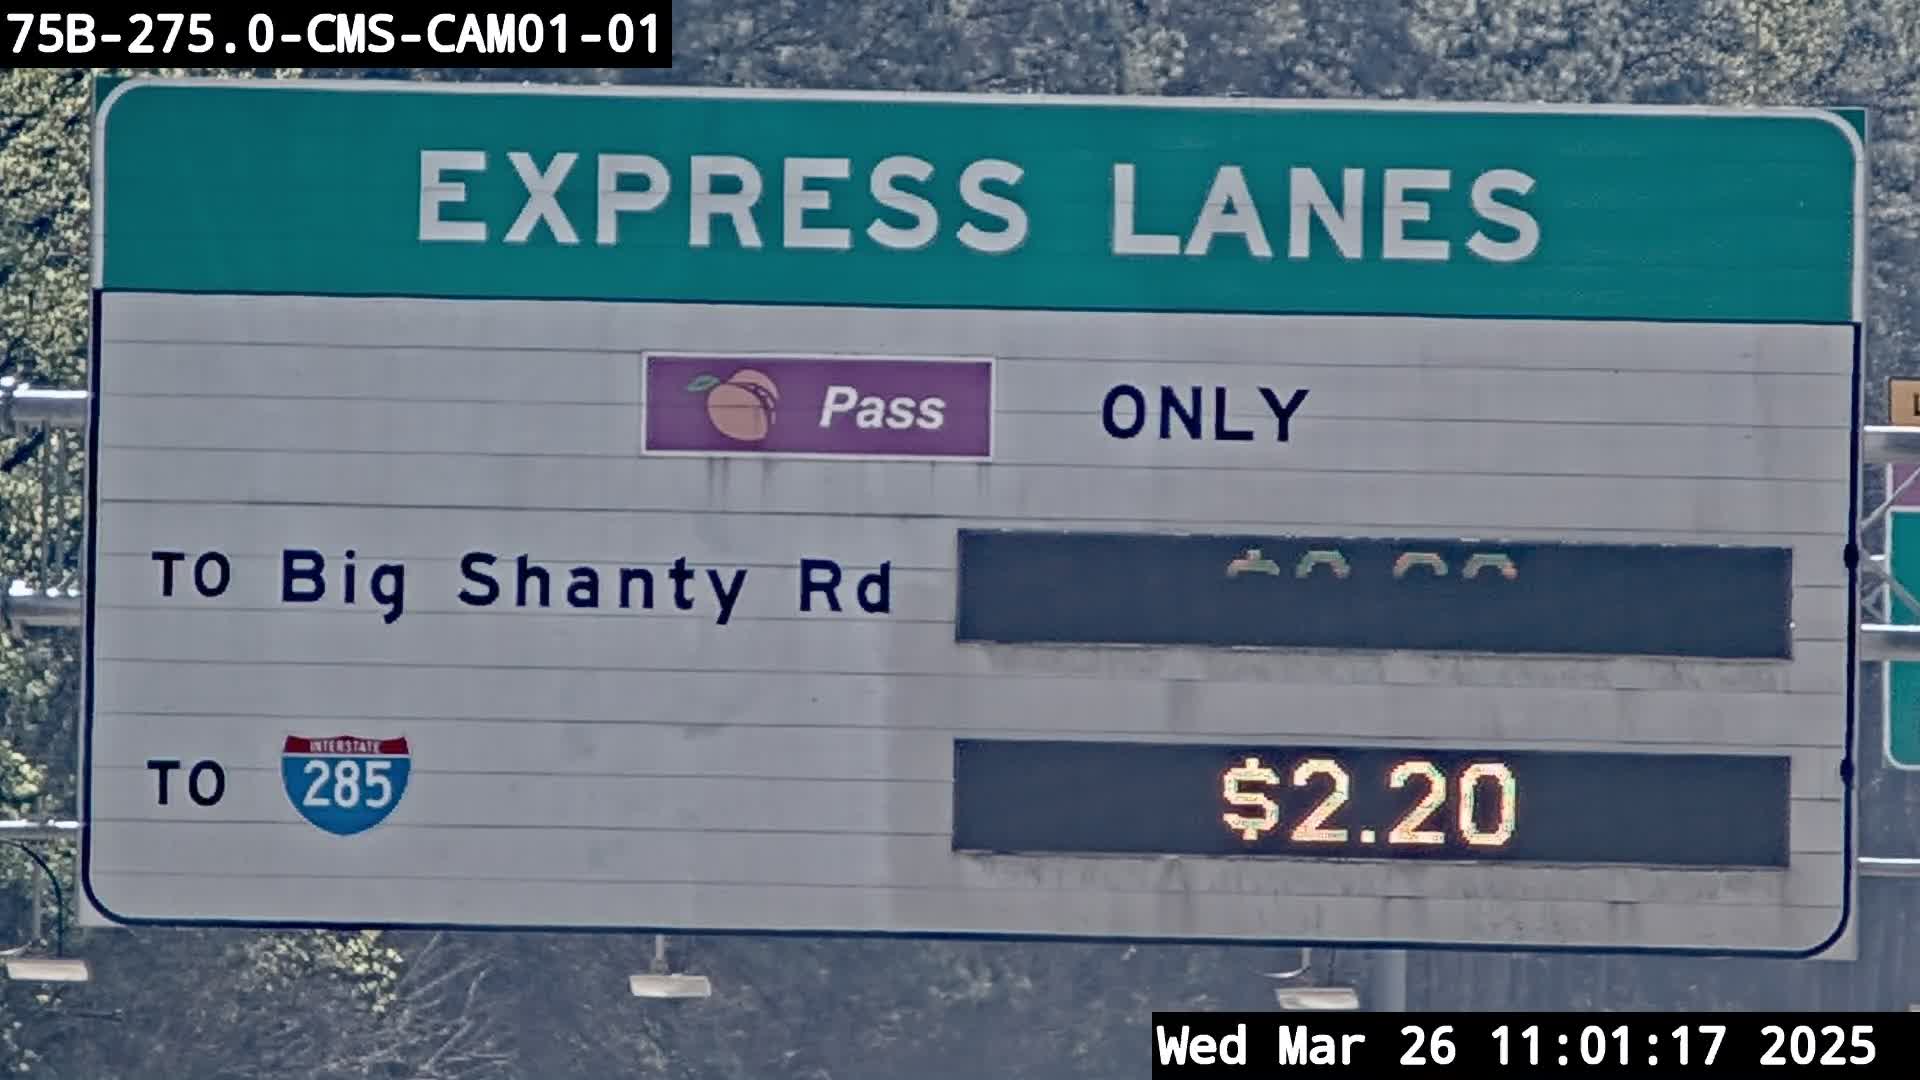 75B-275.0-CMS-CAM01-01
EXPRESS LANES
Pass ONLY
TO Big Shanty Rd
TO INTERSTATE 285 $2.20
Wed Mar 26 11:01:17 2025